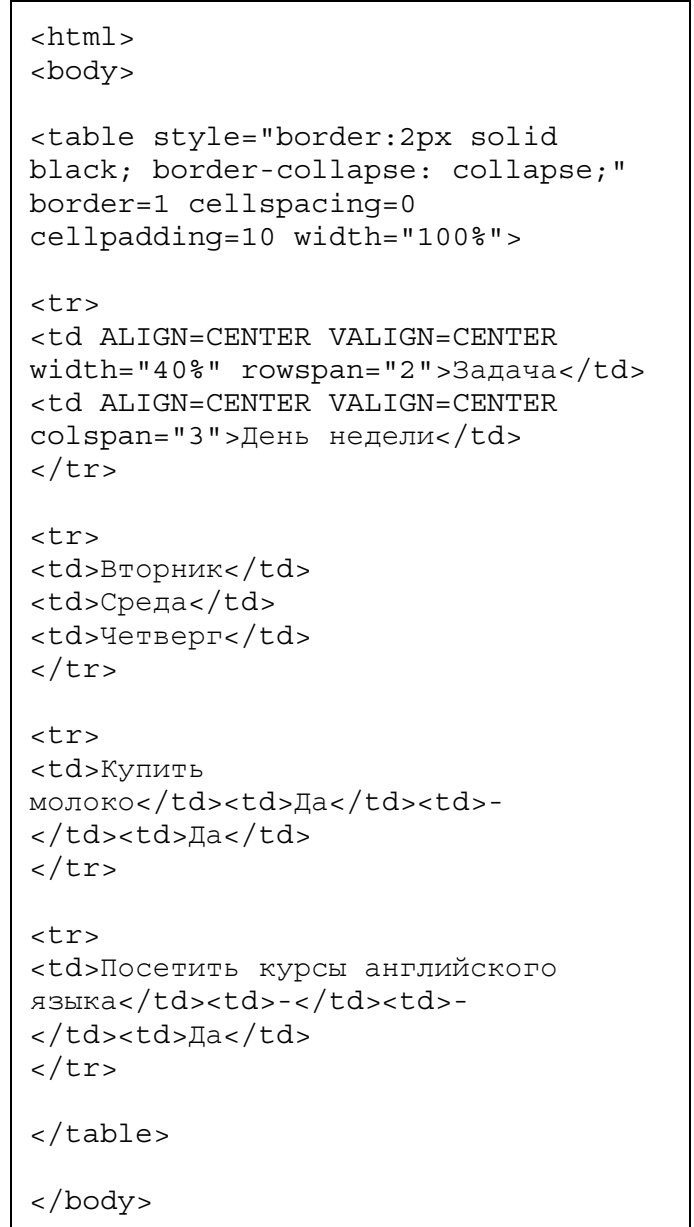 <html>
<body>
<table style="border:2px solid
black; border-collapse: collapse;"
border=1 cellspacing=0
cellpadding=10 width="100%">
<tr>
<td ALIGN=CENTER VALIGN=CENTER
width="40%" rowspan="2">Задача</td>
<td ALIGN=CENTER VALIGN=CENTER
colspan="3">День недели</td>
</tr>
<tr>
<td>Вторник</td>
<td>Среда</td>
<td>Четверг</td>
</tr>
<tr>
<td>Купить
молоко</td><td>Да</td><td>-
</td><td>Да</td>
</tr>
<tr>
<td>Посетить курсы английского
языка</td><td>-</td><td>-
</td><td>Да</td>
</tr>
</table>
</body>